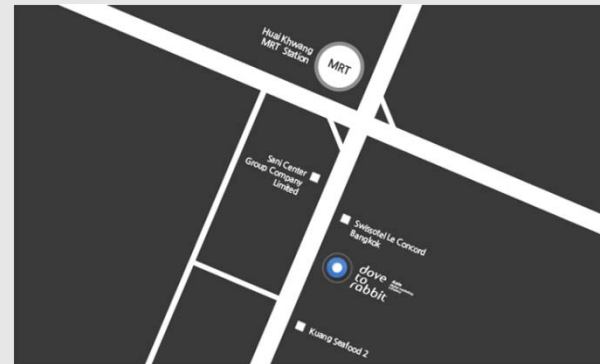 Huai Khwang
MRT Station
MRT
Sani Center
Group Company
Limited
Swissotel Le Concord
Bangkok
dove
to
rabbit
Kuang Seafood 2